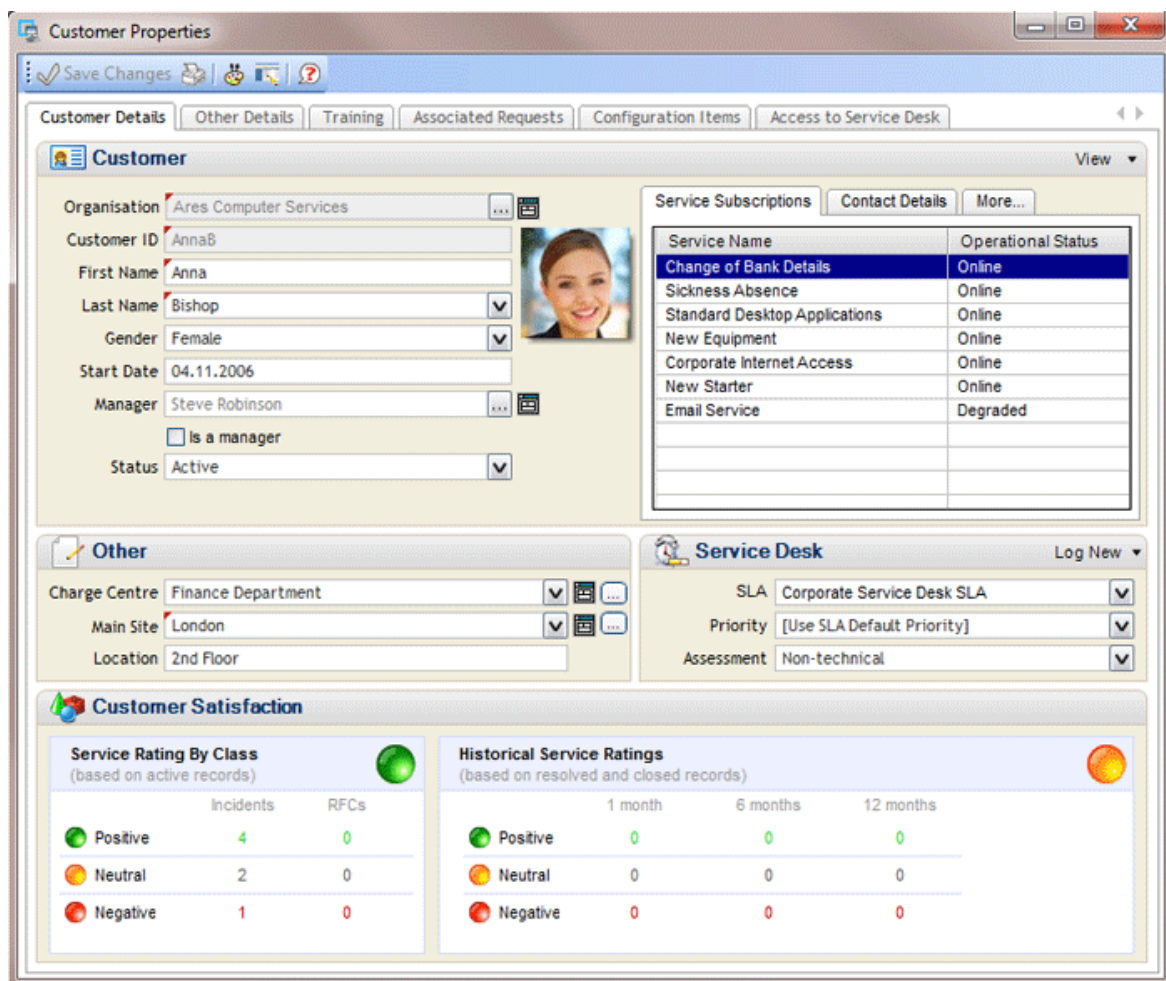 Customer Properties
Save Changes
Customer Details Other Details Training Associated Requests Configuration Items Access to Service Desk
Customer View
Organisation Ares Computer Services ...
Customer ID AnnaB
First Name Anna
Last Name Bishop
Gender Female
Start Date 04.11.2006
Manager Steve Robinson ...
Is a manager
Status Active
Service Subscriptions Contact Details More...
Service Name Operational Status
Change of Bank Details Online
Sickness Absence Online
Standard Desktop Applications Online
New Equipment Online
Corporate Internet Access Online
New Starter Online
Email Service Degraded
Other
Charge Centre Finance Department ...
Main Site London ...
Location 2nd Floor
Service Desk Log New
SLA Corporate Service Desk SLA
Priority [Use SLA Default Priority]
Assessment Non-technical
Customer Satisfaction
Service Rating By Class
(based on active records)
Incidents RFCs
Positive 4 0
Neutral 2 0
Negative 1 0
Historical Service Ratings
(based on resolved and closed records)
1 month 6 months 12 months
Positive 0 0 0
Neutral 0 0 0
Negative 0 0 0